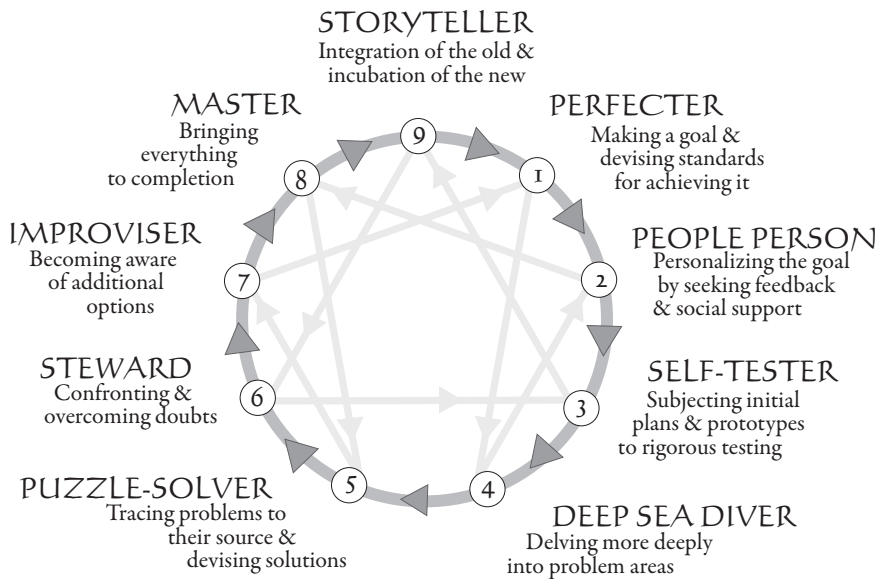 STORYTELLER
Integration of the old &
incubation of the new
MASTER
Bringing
everything
to completion
9
PERFECTER
Making a goal &
devising standards
for achieving it
8
1
IMPROVISER
Becoming aware
of additional
options
7
2
PEOPLE PERSON
Personalizing the goal
by seeking feedback
& social support
STEWARD
Confronting &
overcoming doubts
6
3
SELF-TESTER
Subjecting initial
plans & prototypes
to rigorous testing
PUZZLE-SOLVER
Tracing problems to
their source &
devising solutions
5
4
DEEP SEA DIVER
Delving more deeply
into problem areas